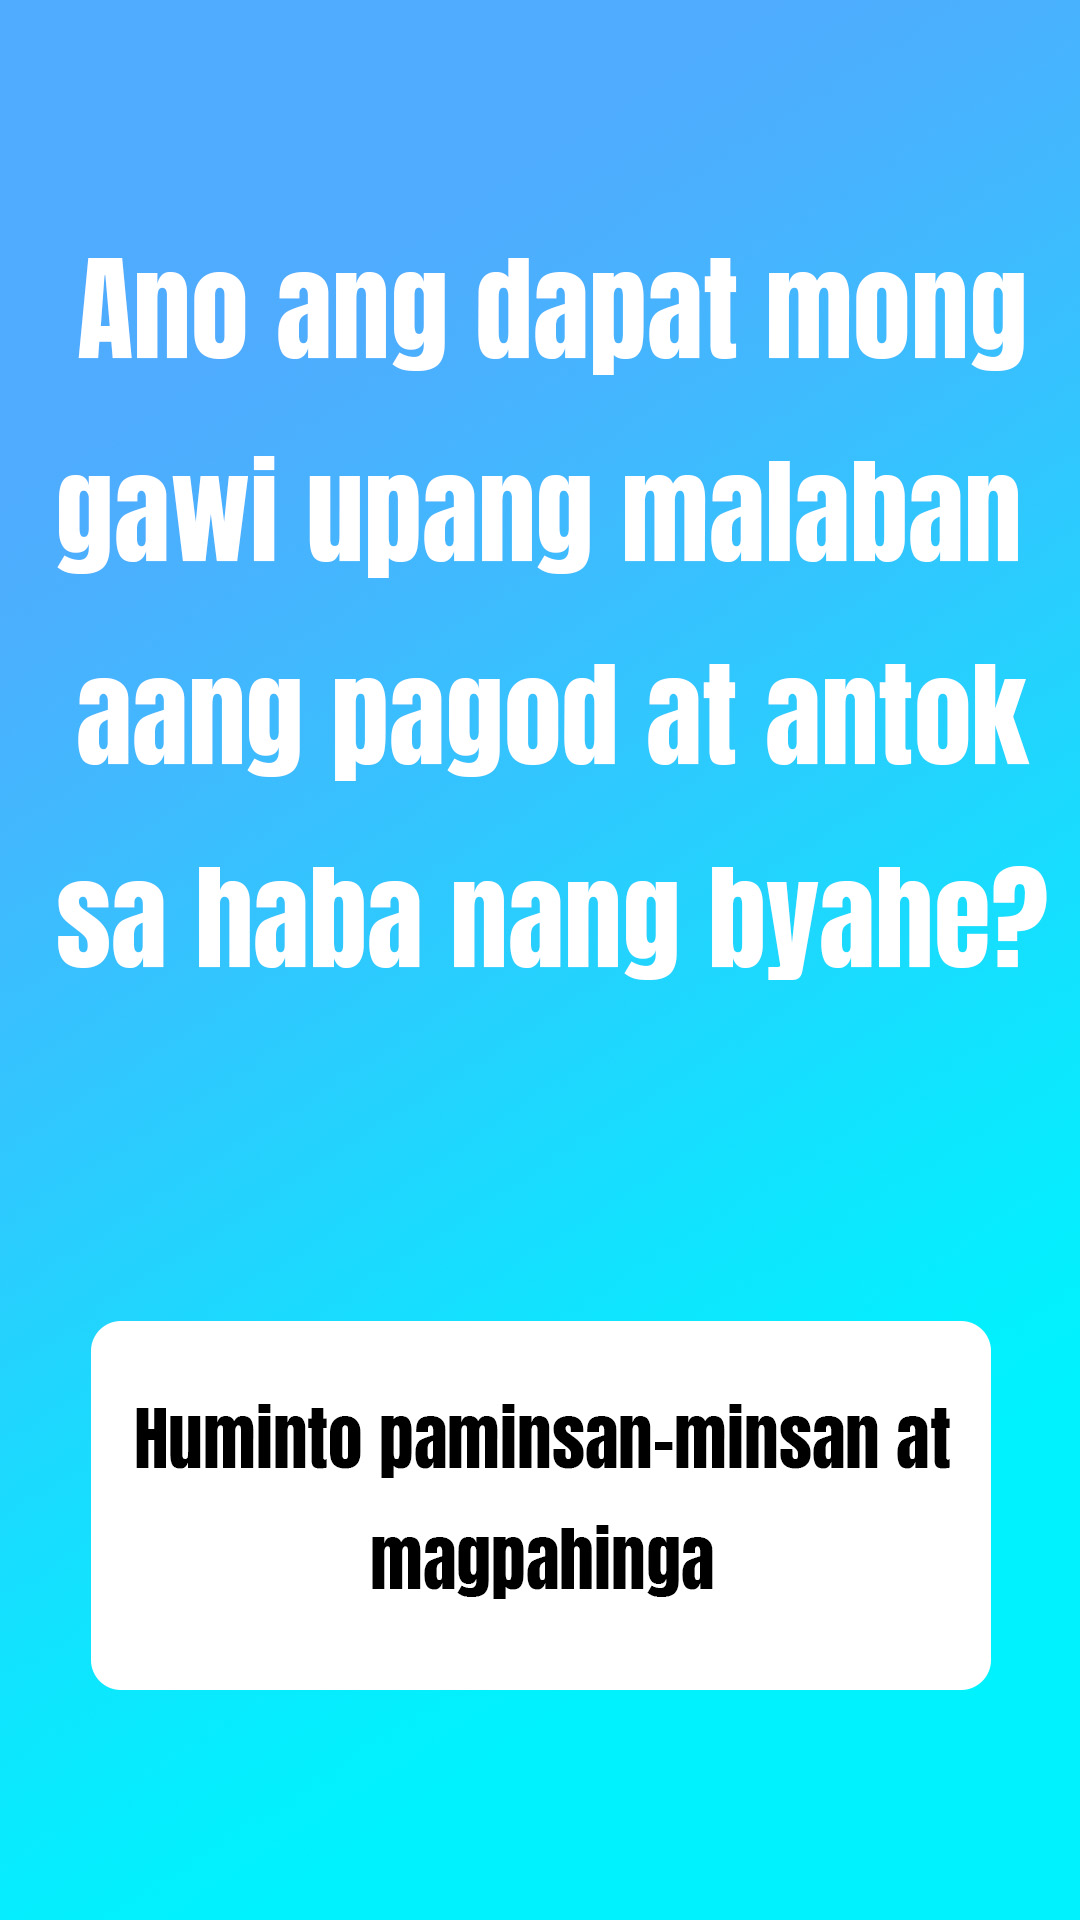 Ano ang dapat mong
gawi upang malaban
aang pagod at antok
sa haba nang byahe?
Huminto paminsan-minsan at
magpahinga